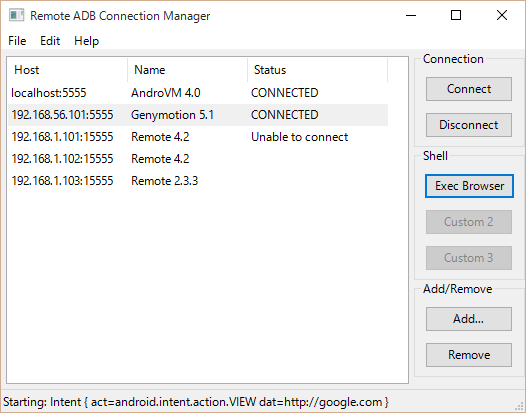 Remote ADB Connection Manager
File Edit Help
Host Name Status
localhost:5555 AndroVM 4.0 CONNECTED
192.168.56.101:5555 Genymotion 5.1 CONNECTED
192.168.1.101:15555 Remote 4.2 Unable to connect
192.168.1.102:15555 Remote 4.2
192.168.1.103:15555 Remote 2.3.3
Connection
Connect
Disconnect
Shell
Exec Browser
Custom 2
Custom 3
Add/Remove
Add...
Remove
Starting: Intent { act=android.intent.action.VIEW dat=http://google.com }